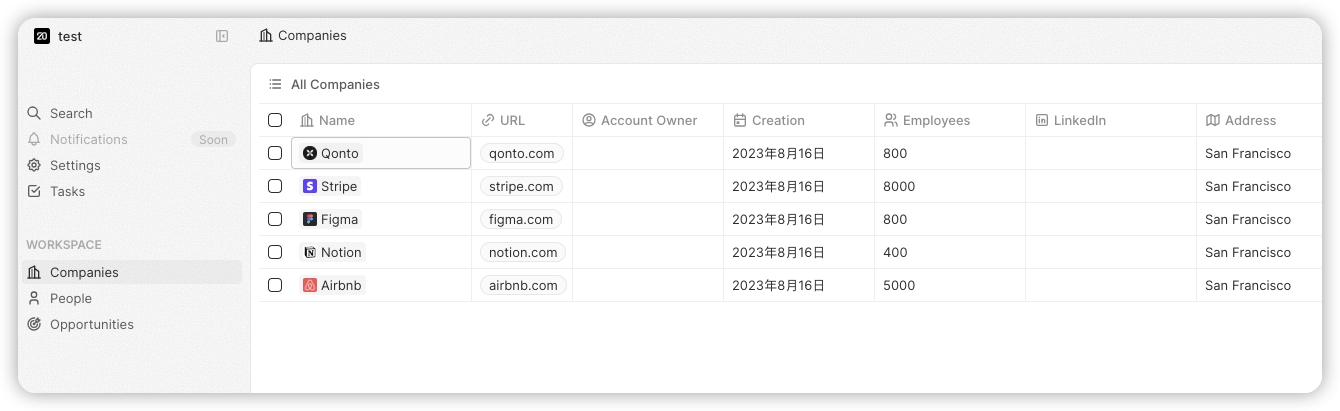 20 test
Companies
All Companies
Search
Notifications Soon
Settings
Tasks
WORKSPACE
Companies
People
Opportunities
Name URL Account Owner Creation Employees LinkedIn Address
Qonto qonto.com 2023年8月16日 800 San Francisco
Stripe stripe.com 2023年8月16日 8000 San Francisco
Figma figma.com 2023年8月16日 800 San Francisco
Notion notion.com 2023年8月16日 400 San Francisco
Airbnb airbnb.com 2023年8月16日 5000 San Francisco